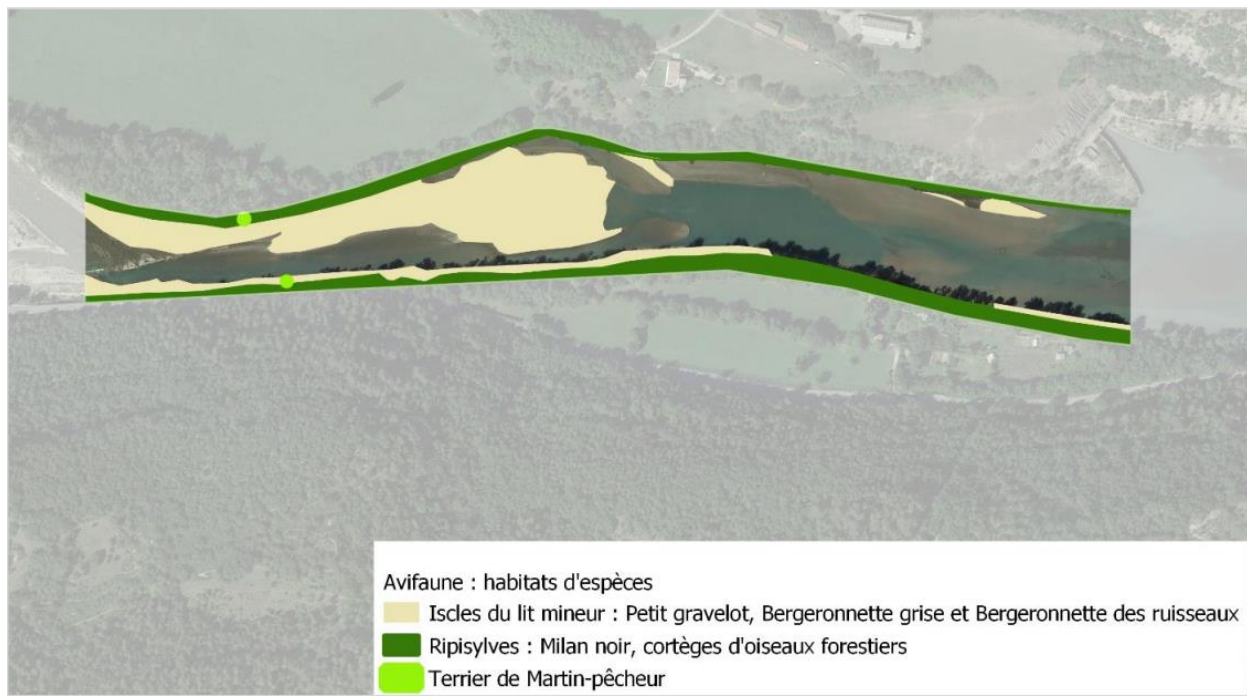 Avifaune : habitats d'espèces
Iscles du lit mineur : Petit gravelot, Bergeronnette grise et Bergeronnette des ruisseaux
Ripisylves : Milan noir, cortèges d'oiseaux forestiers
Terrier de Martin-pêcheur